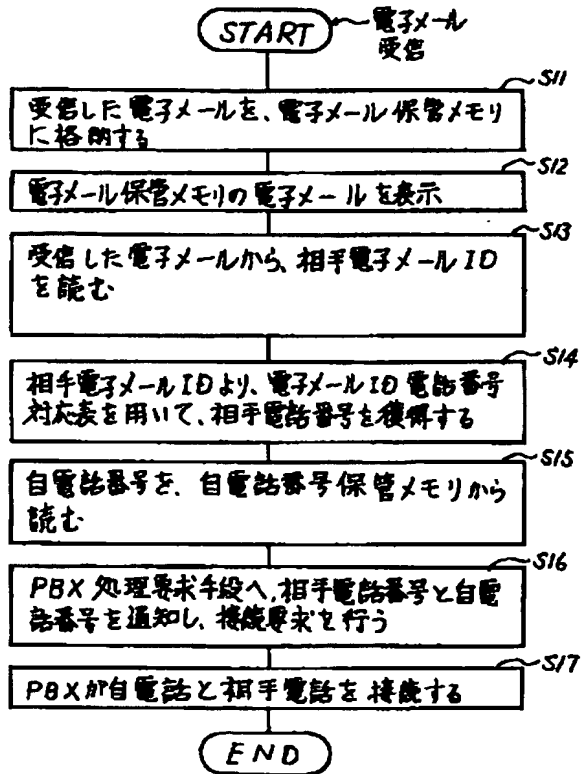 START
電子メール
受信
S11
受信した電子メールを、電子メール保管メモリ
に格納する
S12
電子メール保管メモリの電子メールを表示
S13
受信した電子メールから、相手電子メールID
を読む
S14
相手電子メールIDより、電子メールID電話番号
対応表を用いて、相手電話番号を獲得する
S15
自電話番号を、自電話番号保管メモリから
読む
S16
PBX処理要求手段へ、相手電話番号と自電
話番号を通知し、接続要求を行う
S17
PBXが自電話と相手電話を接続する
END